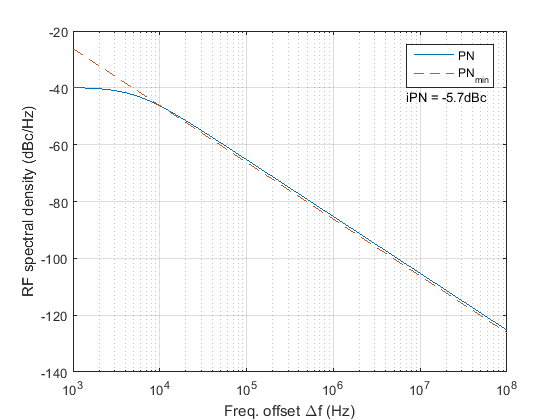 -20
-40
-60
-80
-100
-120
-140
10³ 10⁴ 10⁵ 10⁶ 10⁷ 10⁸
RF spectral density (dBc/Hz)
Freq. offset Δf (Hz)
PN
PNmin
iPN = -5.7dBc